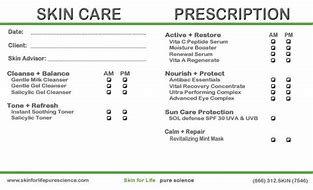 SKIN CARE PRESCRIPTION
Date:
Client:
Skin Advisor:
Cleanse + Balance AM PM
Gentle Milk Cleanser
Gentle Gel Cleanser
Salicylic Gel Cleanser
Tone + Refresh
Instant Soothing Toner
Salicylic Toner
Active + Restore AM PM
Vita C Peptide Serum
Moisture Booster
Renewal Serum
Vita A Regenerate
Nourish + Protect
Antibac Essentials
Vital Recovery Concentrate
Ultra Performing Complex
Advanced Eye Complex
Sun Care Protection
SOL defense SPF 30 UVA & UVB
Calm + Repair
Revitalizing Mint Mask
www.skinforlifepurescience.com Skin for Life pure science (866) 312.SKIN (7546)